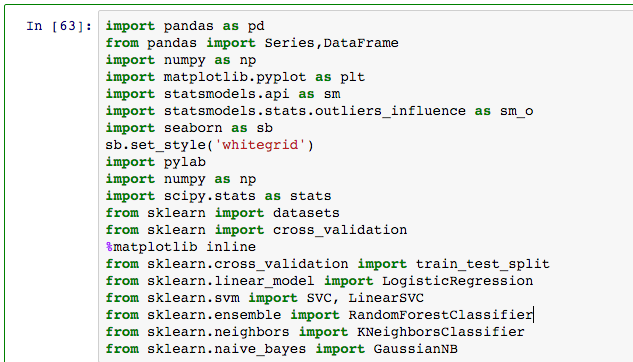 In [63]: import pandas as pd
from pandas import Series,DataFrame
import numpy as np
import matplotlib.pyplot as plt
import statsmodels.api as sm
import statsmodels.stats.outliers_influence as sm_o
import seaborn as sb
sb.set_style('whitegrid')
import pylab
import numpy as np
import scipy.stats as stats
from sklearn import datasets
from sklearn import cross_validation
%matplotlib inline
from sklearn.cross_validation import train_test_split
from sklearn.linear_model import LogisticRegression
from sklearn.svm import SVC, LinearSVC
from sklearn.ensemble import RandomForestClassifier
from sklearn.neighbors import KNeighborsClassifier
from sklearn.naive_bayes import GaussianNB